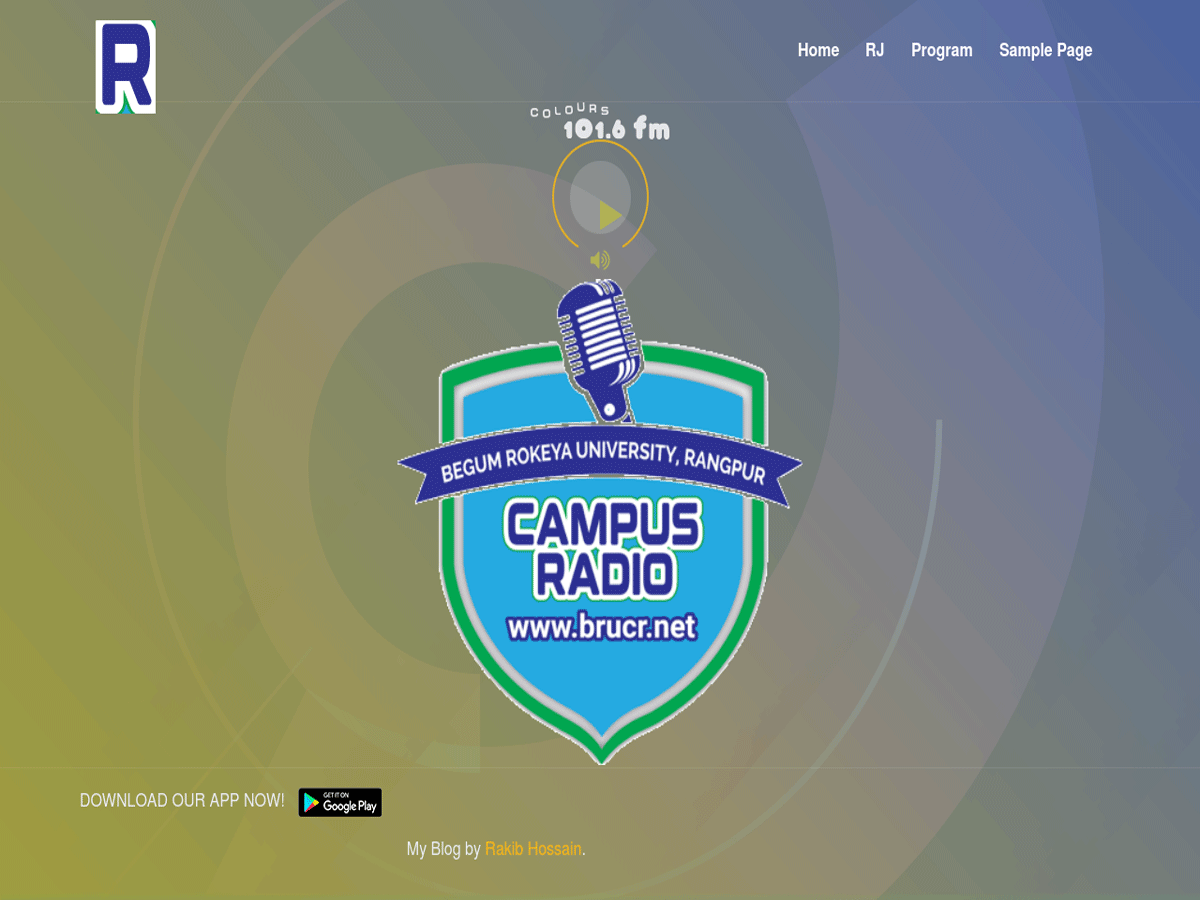 R
Home RJ Program Sample Page
COLOURS
101.6 fm
BEGUM ROKEYA UNIVERSITY, RANGPUR
CAMPUS
RADIO
www.brucr.net
DOWNLOAD OUR APP NOW!
GET IT ON
Google Play
My Blog by Rakib Hossain.